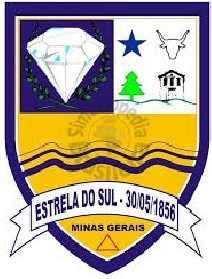 ESTRELA DO SUL - 30/05/1856
MINAS GERAIS